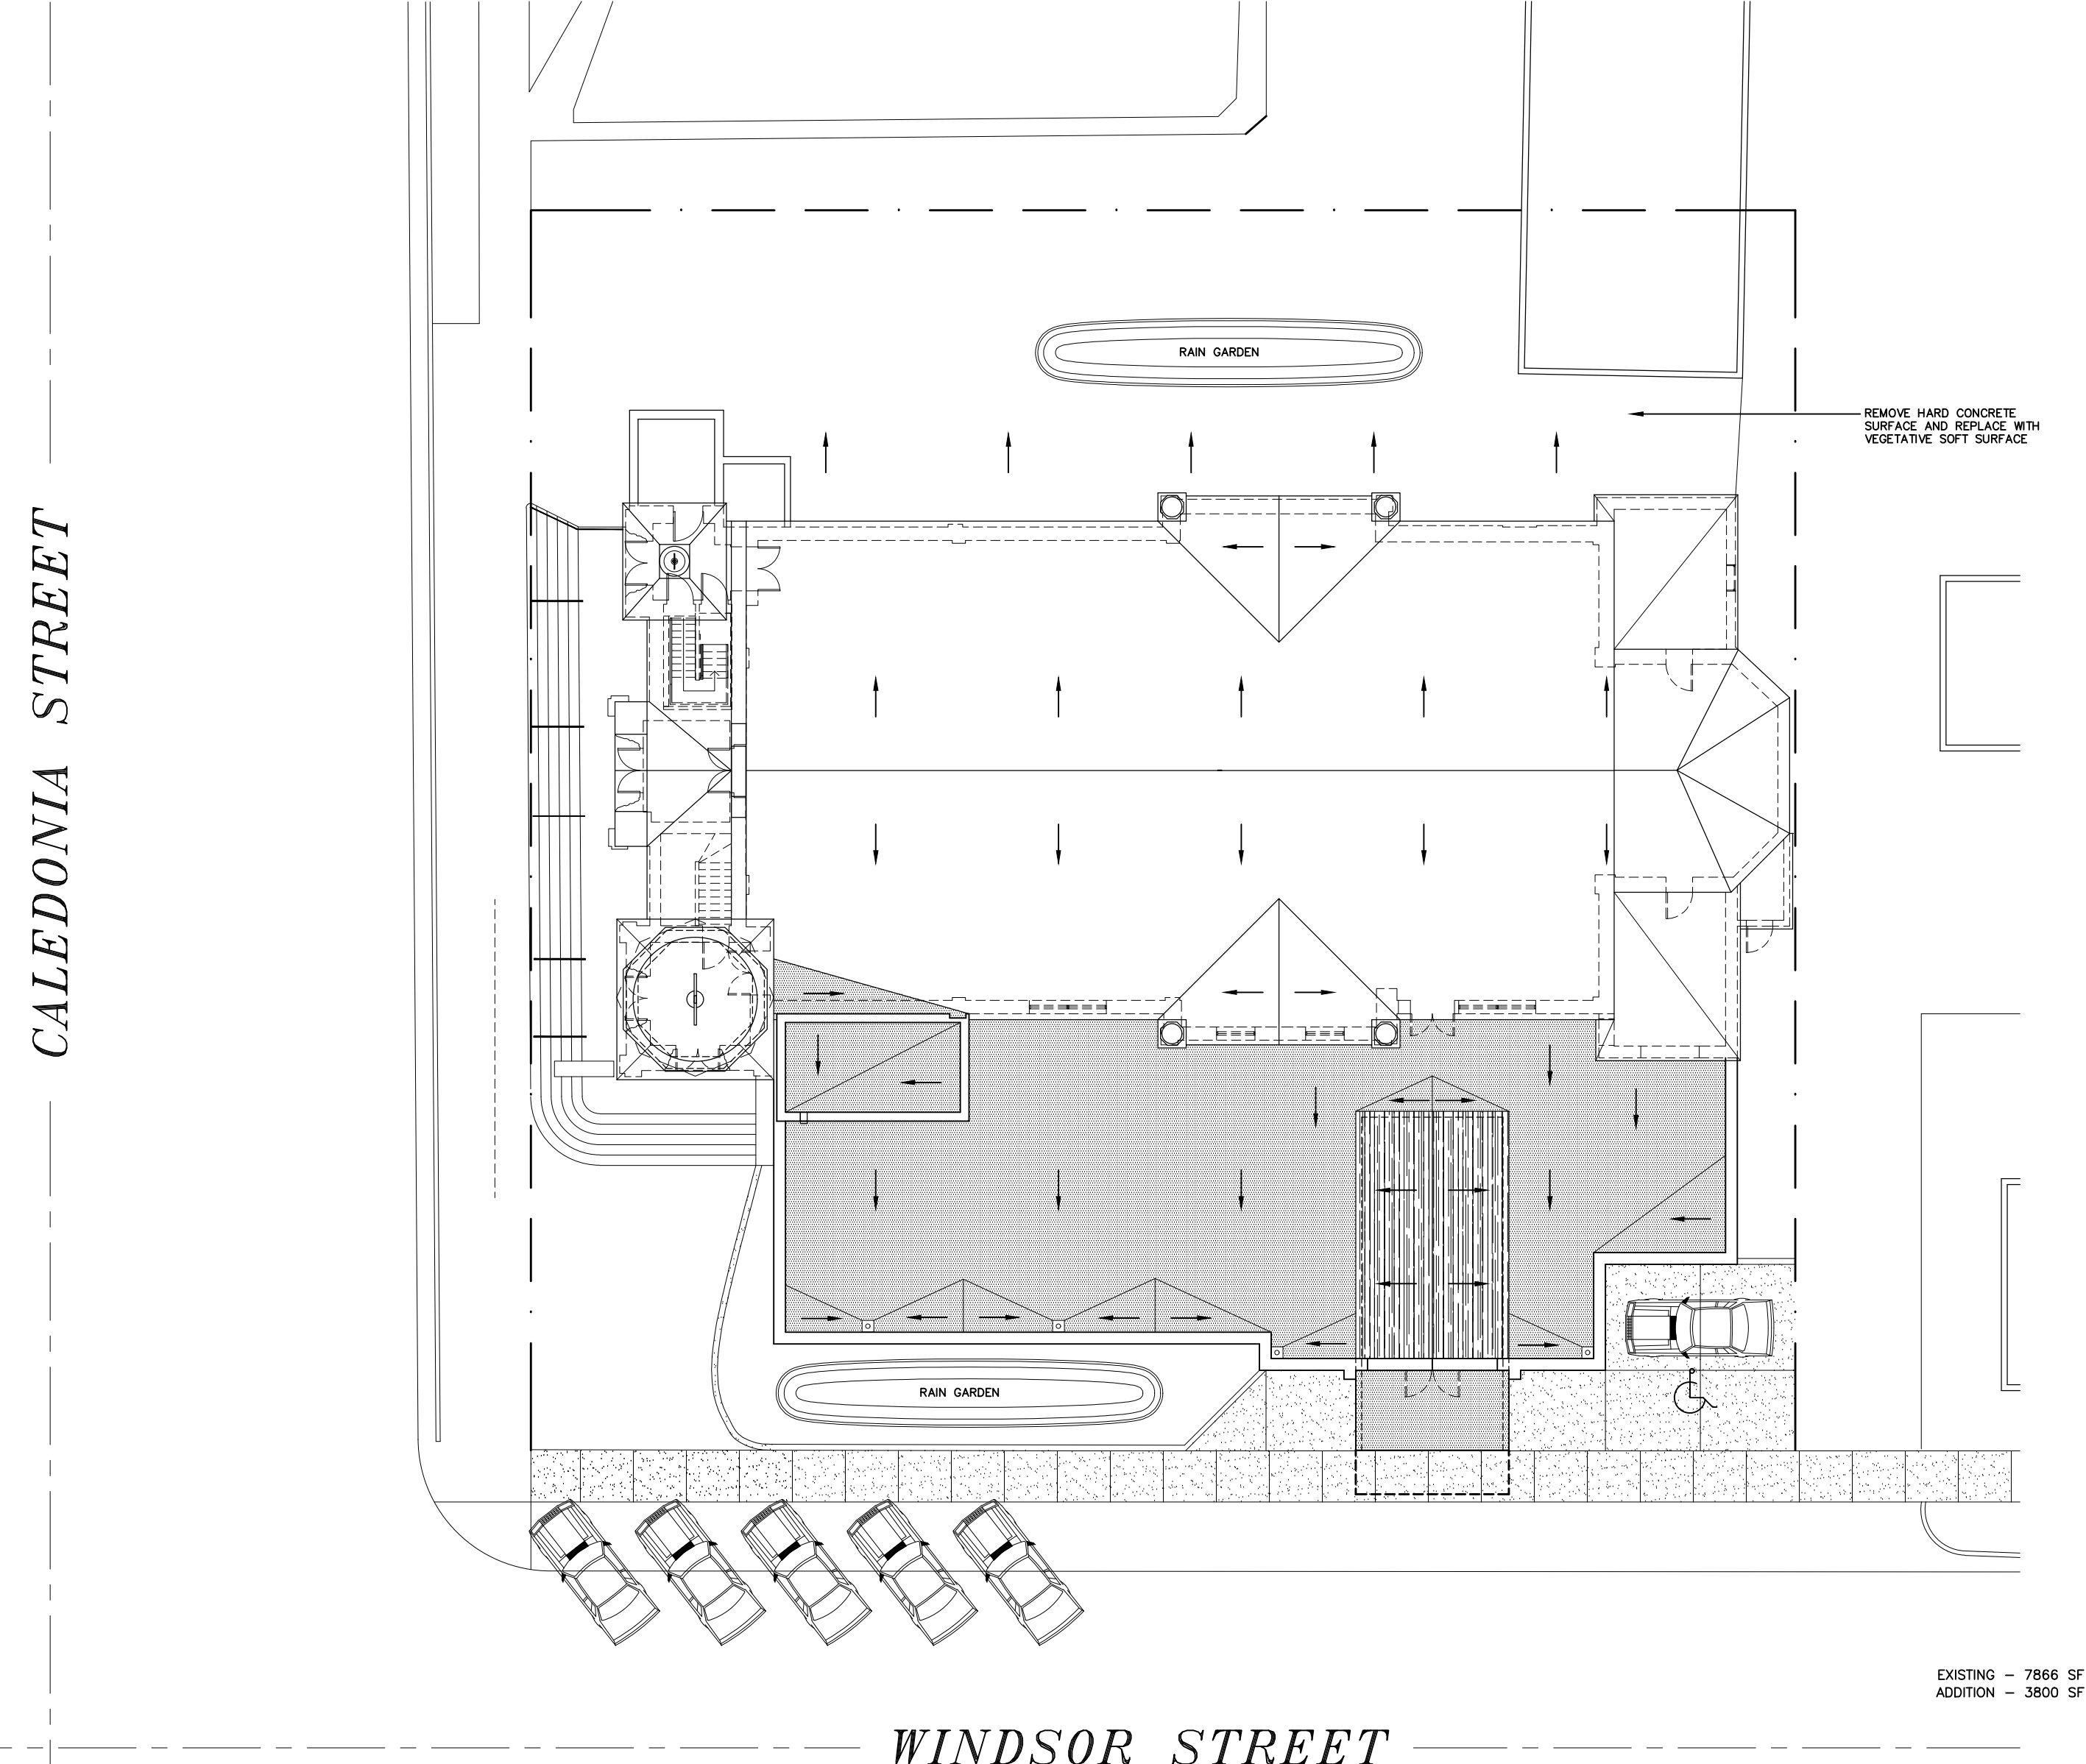 RAIN GARDEN
REMOVE HARD CONCRETE
SURFACE AND REPLACE WITH
VEGETATIVE SOFT SURFACE
CALEDONIA STREET
RAIN GARDEN
EXISTING - 7866 SF
ADDITION - 3800 SF
WINDSOR STREET